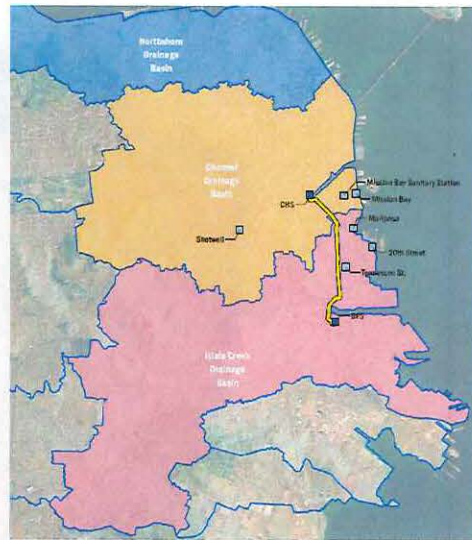 Northshore
Drainage
Basin
Channel
Drainage
Basin
Mission Bay Sanitary Station
Mission Bay
CHS
Mariposa
Shotwell
20th Street
Tennessee St.
Islais Creek
Drainage
Basin